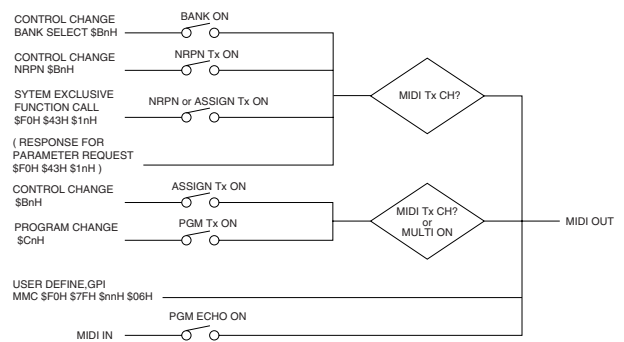 CONTROL CHANGE
BANK SELECT $BnH
BANK ON
CONTROL CHANGE
NRPN $BnH
NRPN Tx ON
SYTEM EXCLUSIVE
FUNCTION CALL
$F0H $43H $1nH
NRPN or ASSIGN Tx ON
MIDI Tx CH?
( RESPONSE FOR
PARAMETER REQUEST
$F0H $43H $1nH )
CONTROL CHANGE
$BnH
ASSIGN Tx ON
PROGRAM CHANGE
$CnH
PGM Tx ON
MIDI Tx CH?
or
MULTI ON
MIDI OUT
USER DEFINE,GPI
MMC $F0H $7FH $nnH $06H
MIDI IN
PGM ECHO ON